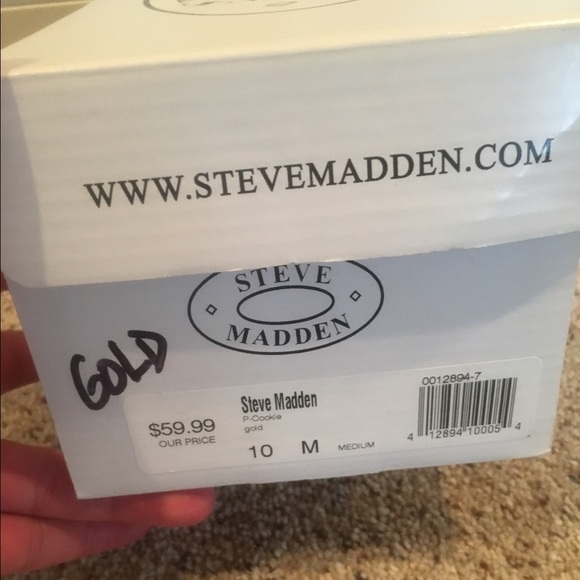 WWW.STEVEMADDEN.COM
STEVE
MADDEN
GOLD
$59.99
OUR PRICE
Steve Madden
P-Cookie
gold
10 M MEDIUM
0012894-7
4 12894 10005 4